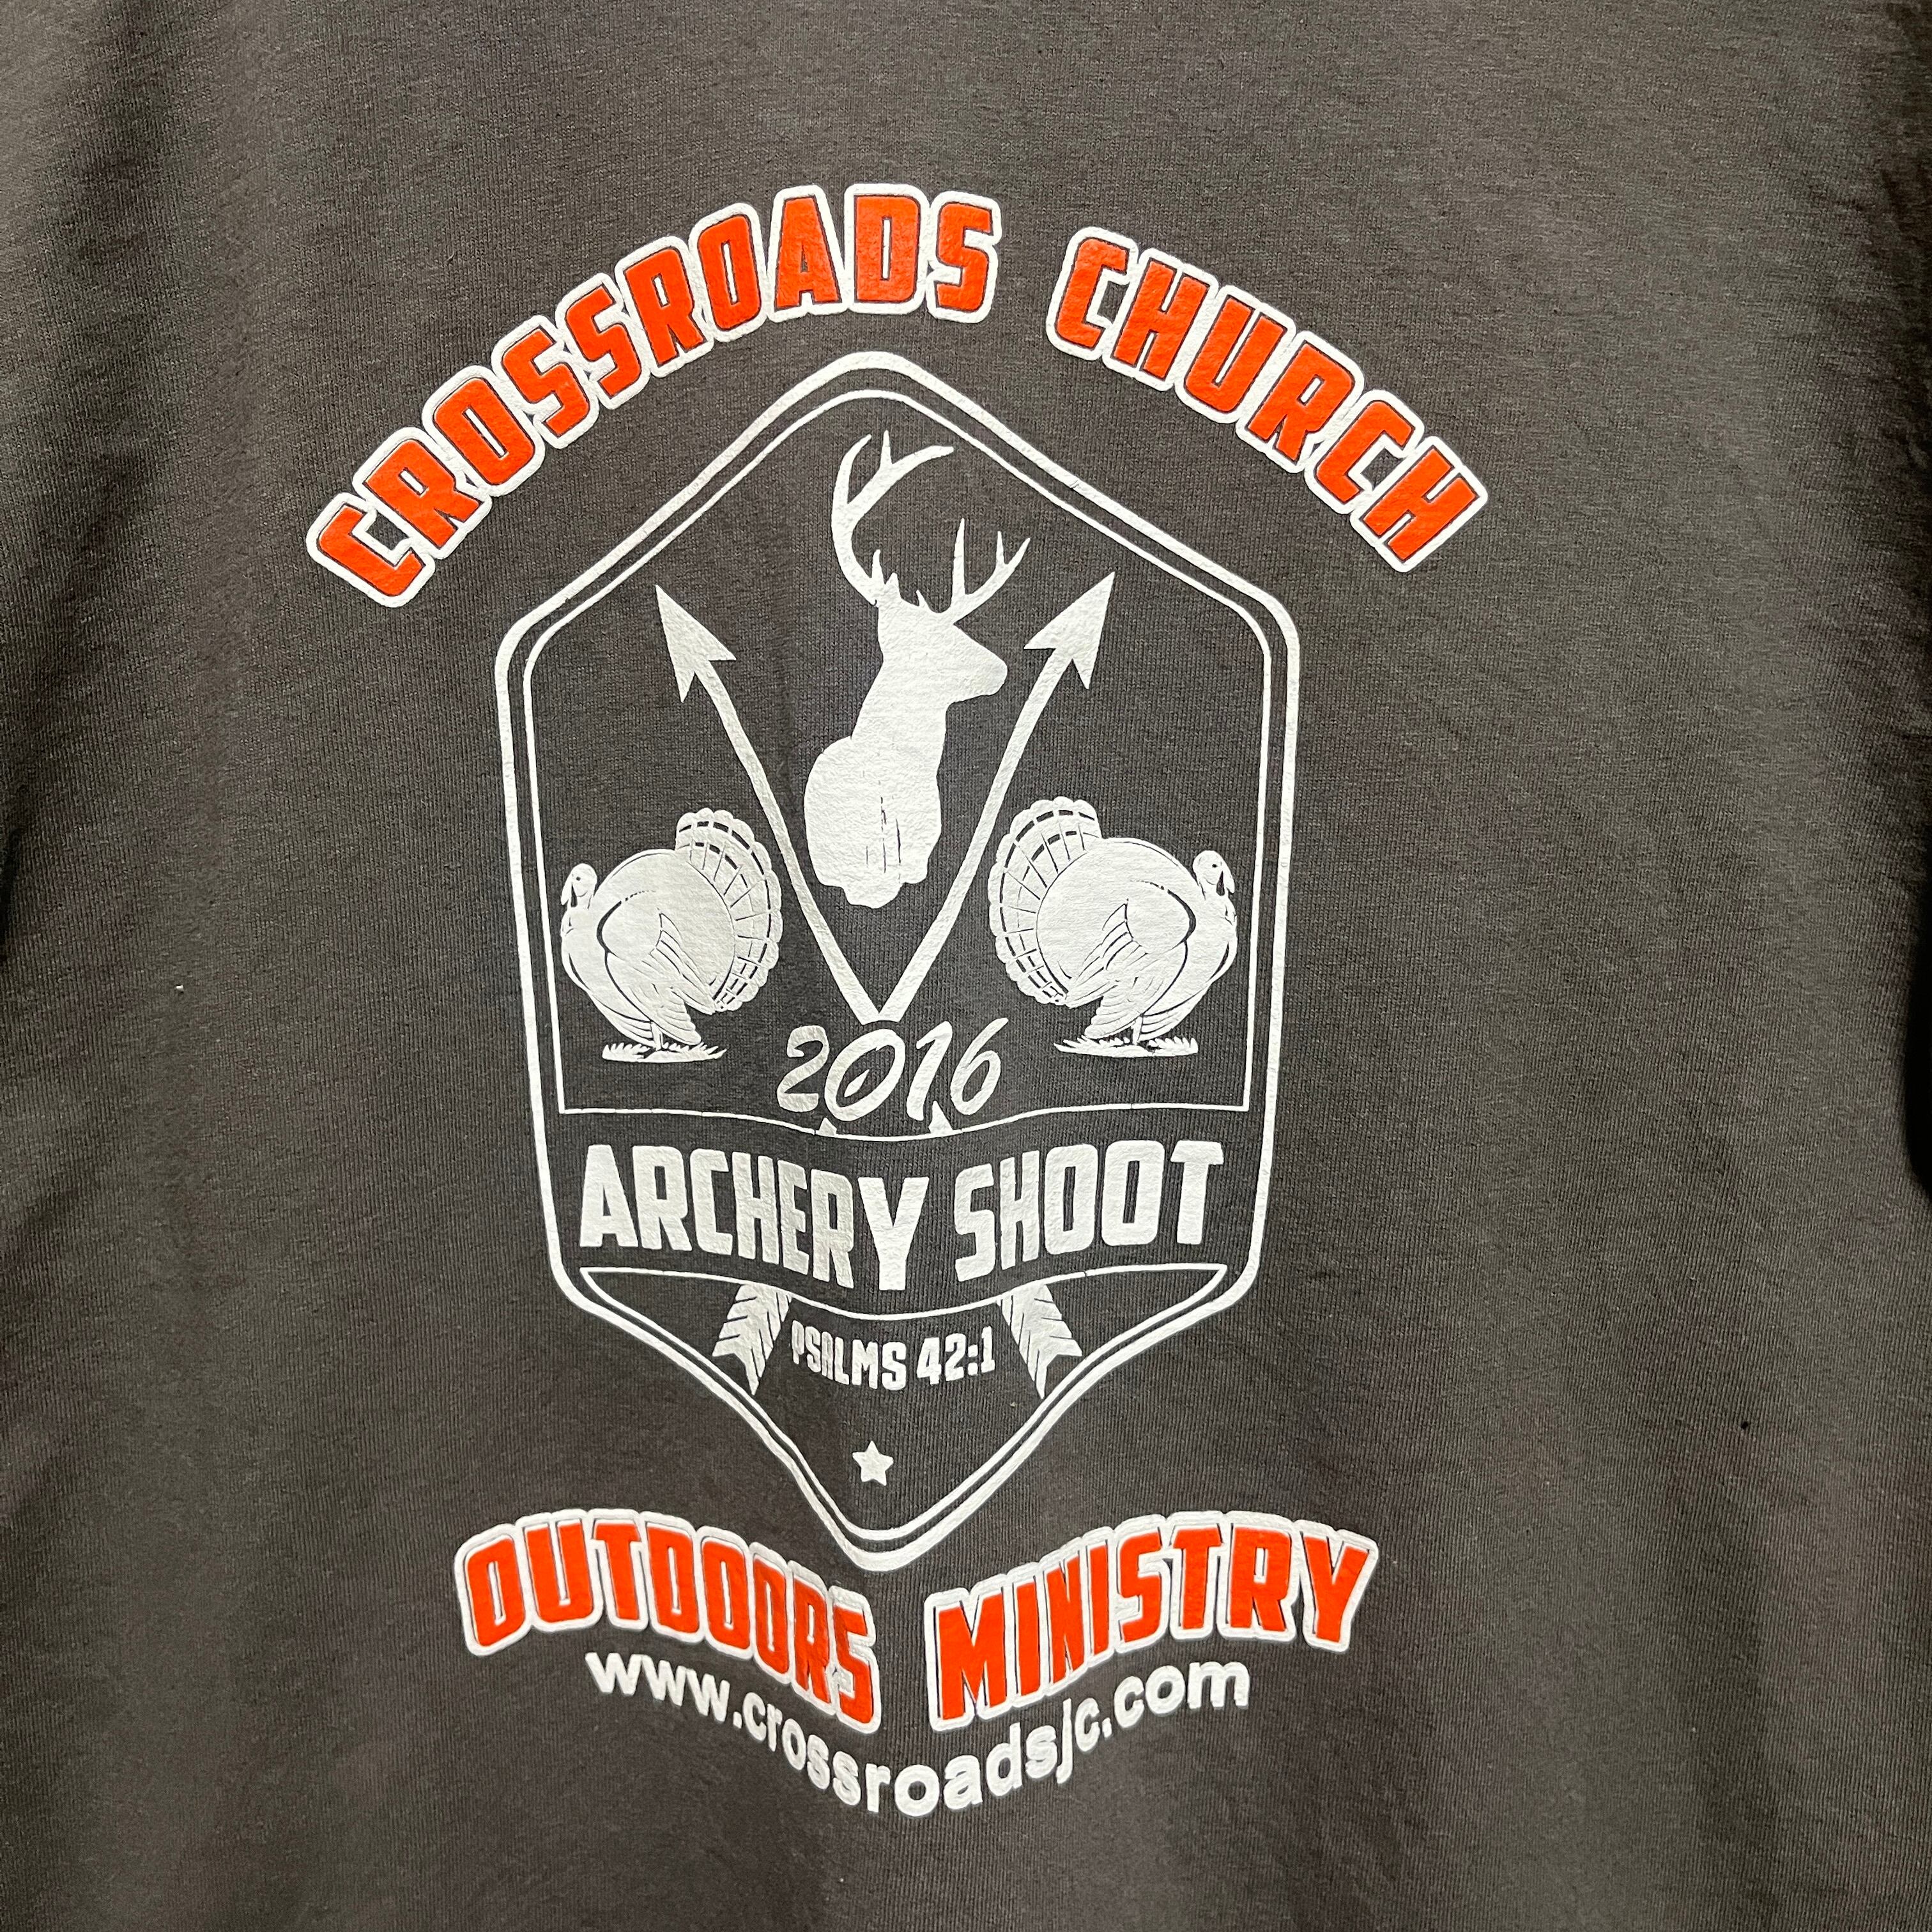 CROSSROADS CHURCH
2016
ARCHERY SHOOT
PSALMS 42:1
OUTDOORS MINISTRY
www.crossroadsjc.com